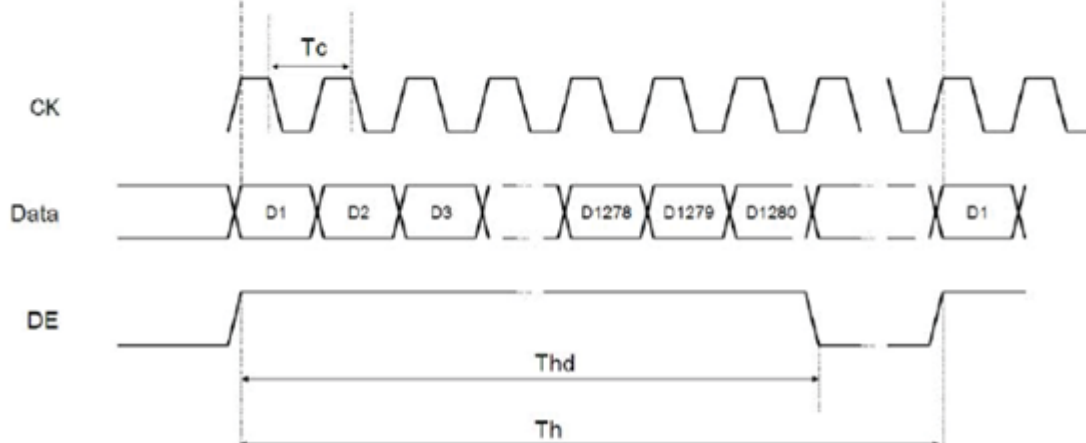 Tc
CK
Data D1 D2 D3 D1278 D1279 D1280 D1
DE
Thd
Th